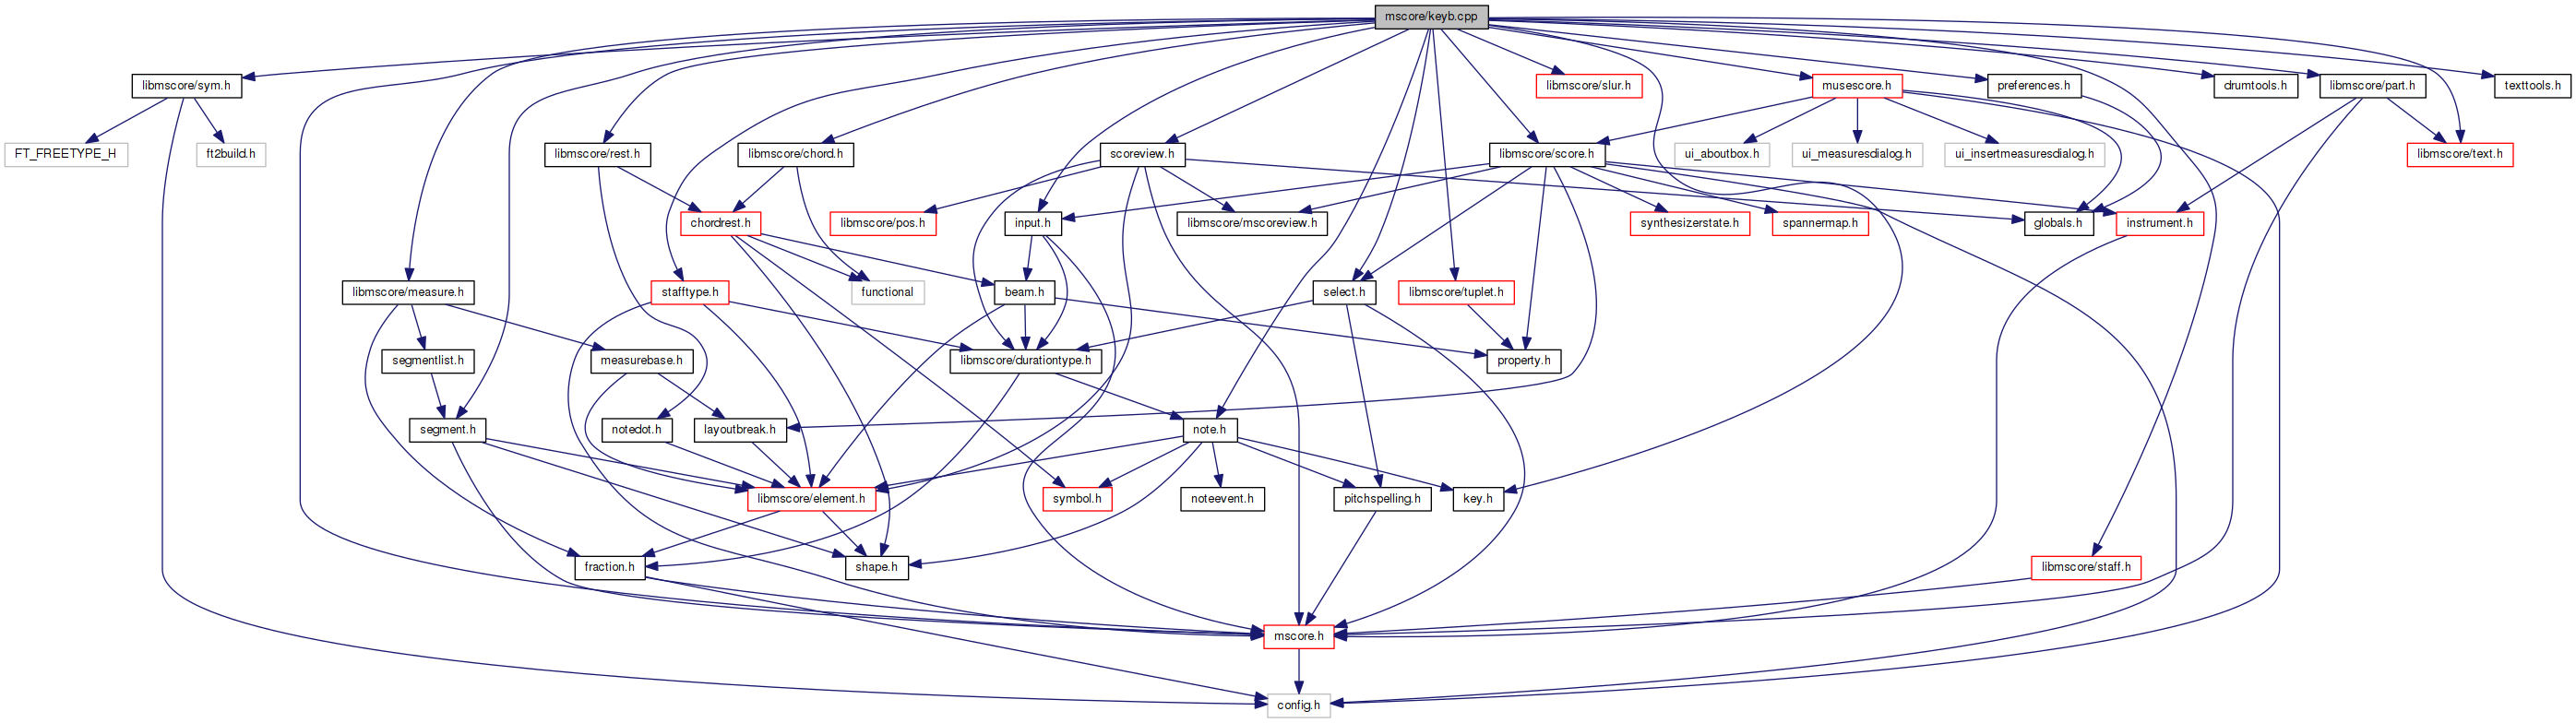 mscore/keyb.cpp
libmscore/sym.h
musescore.h
preferences.h
drumtools.h
libmscore/part.h
texttools.h
libmscore/slur.h
FT_FREETYPE_H
ft2build.h
libmscore/rest.h
libmscore/chord.h
scoreview.h
libmscore/score.h
ui_aboutbox.h
ui_measuresdialog.h
ui_insertmeasuresdialog.h
libmscore/text.h
chordrest.h
libmscore/pos.h
input.h
libmscore/mscoreview.h
synthesizerstate.h
spannermap.h
globals.h
instrument.h
libmscore/measure.h
stafftype.h
functional
beam.h
select.h
libmscore/tuplet.h
segmentlist.h
measurebase.h
libmscore/durationtype.h
property.h
segment.h
notedot.h
layoutbreak.h
note.h
libmscore/element.h
symbol.h
noteevent.h
pitchspelling.h
key.h
fraction.h
shape.h
libmscore/staff.h
mscore.h
config.h